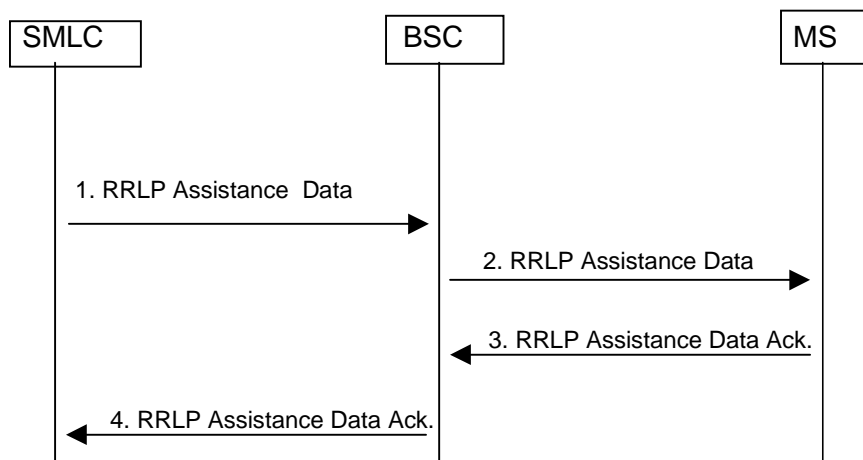 SMLC
BSC
MS
1. RRLP Assistance Data
2. RRLP Assistance Data
3. RRLP Assistance Data Ack.
4. RRLP Assistance Data Ack.